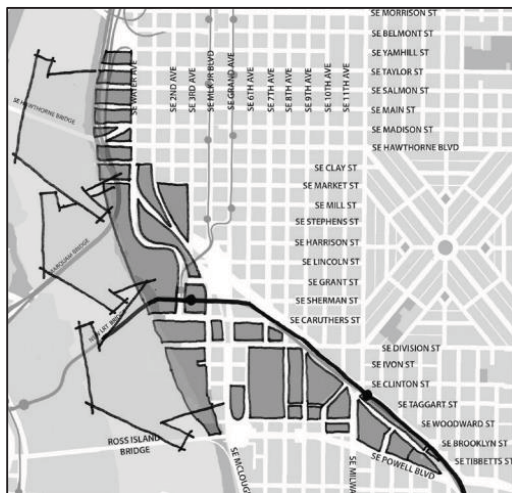 SE MORRISON ST
SE BELMONT ST
SE YAMHILL ST
SE TAYLOR ST
SE SALMON ST
SE MAIN ST
SE MADISON ST
SE HAWTHORNE BLVD
SE WATER AVE
SE 2ND AVE
SE 3RD AVE
SE MLK JR BLVD
SE GRAND AVE
SE 6TH AVE
SE 7TH AVE
SE 8TH AVE
SE 9TH AVE
SE 10TH AVE
SE 11TH AVE
SE HAWTHORNE BRIDGE
SE CLAY ST
SE MARKET ST
SE MILL ST
SE STEPHENS ST
SE HARRISON ST
SE LINCOLN ST
SE GRANT ST
SE SHERMAN ST
SE CARUTHERS ST
MARQUAM BRIDGE
NEW LRT BRIDGE
SE DIVISION ST
SE IVON ST
SE CLINTON ST
SE TAGGART ST
SE WOODWARD ST
SE BROOKLYN ST
SE TIBBETTS ST
ROSS ISLAND
BRIDGE
SE POWELL BLVD